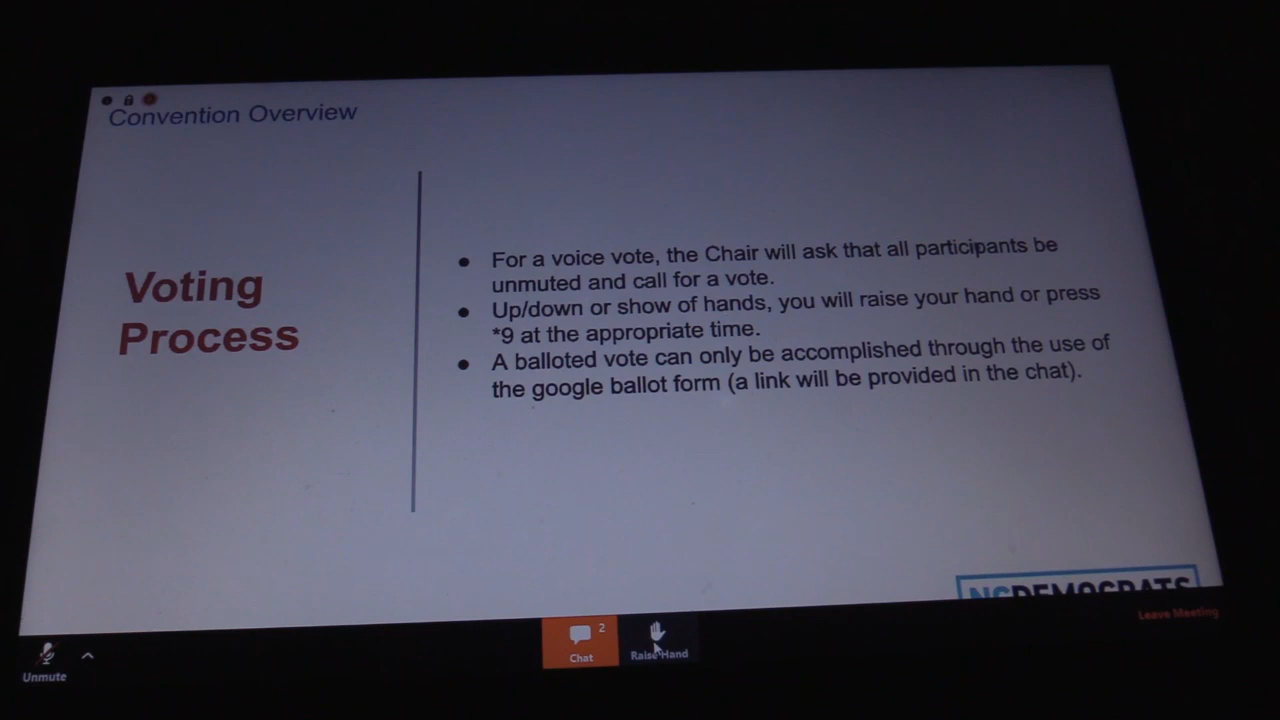 Convention Overview
Voting
Process
● For a voice vote, the Chair will ask that all participants be
unmuted and call for a vote.
● Up/down or show of hands, you will raise your hand or press
*9 at the appropriate time.
● A balloted vote can only be accomplished through the use of
the google ballot form (a link will be provided in the chat).
NCDEMOCRATS
Leave Meeting
2
Chat
Raise Hand
Unmute